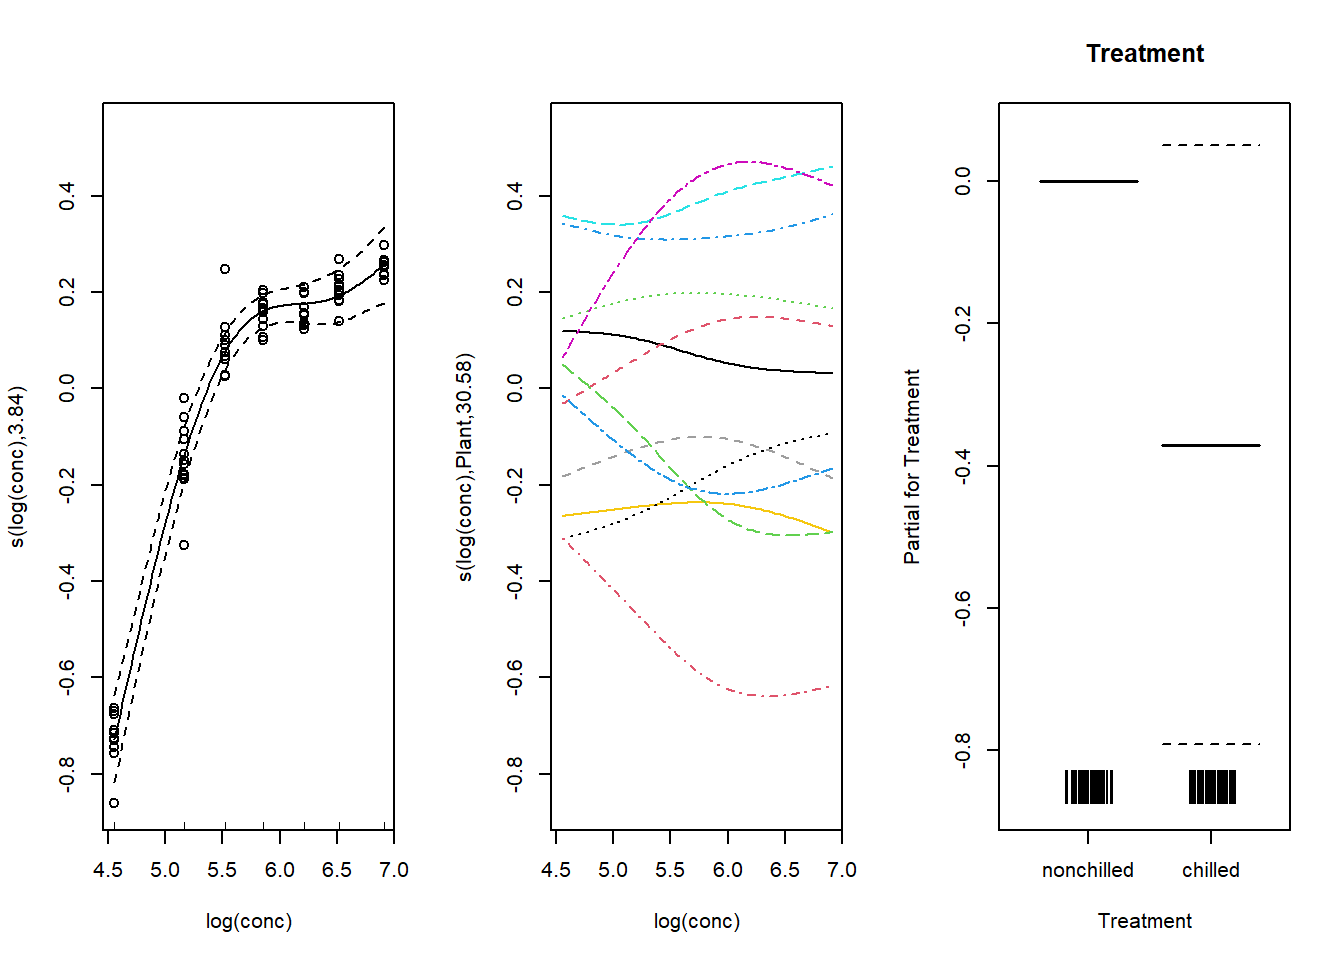 s(log(conc),3.84)
0.4
0.2
0.0
-0.2
-0.4
-0.6
-0.8
4.5 5.0 5.5 6.0 6.5 7.0
log(conc)
s(log(conc),Plant,30.58)
0.4
0.2
0.0
-0.2
-0.4
-0.6
-0.8
4.5 5.0 5.5 6.0 6.5 7.0
log(conc)
Treatment
Partial for Treatment
0.0
-0.2
-0.4
-0.6
-0.8
nonchilled chilled
Treatment